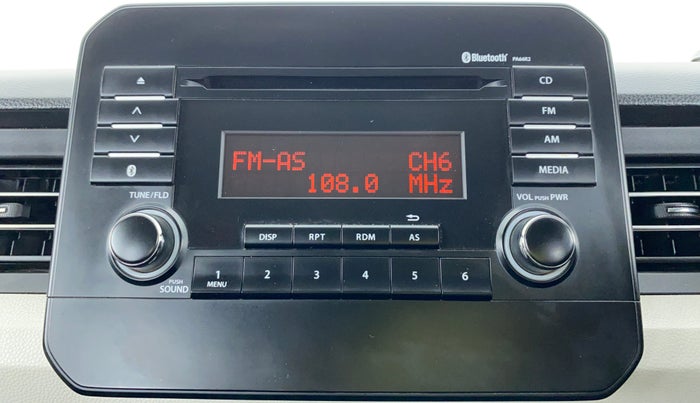 Bluetooth PA66R2
CD
FM
AM
MEDIA
FM-AS CH6
108.0 MHz
TUNE/FLD
VOL PUSH PWR
DISP RPT RDM AS
PUSH
SOUND
1 2 3 4 5 6
MENU